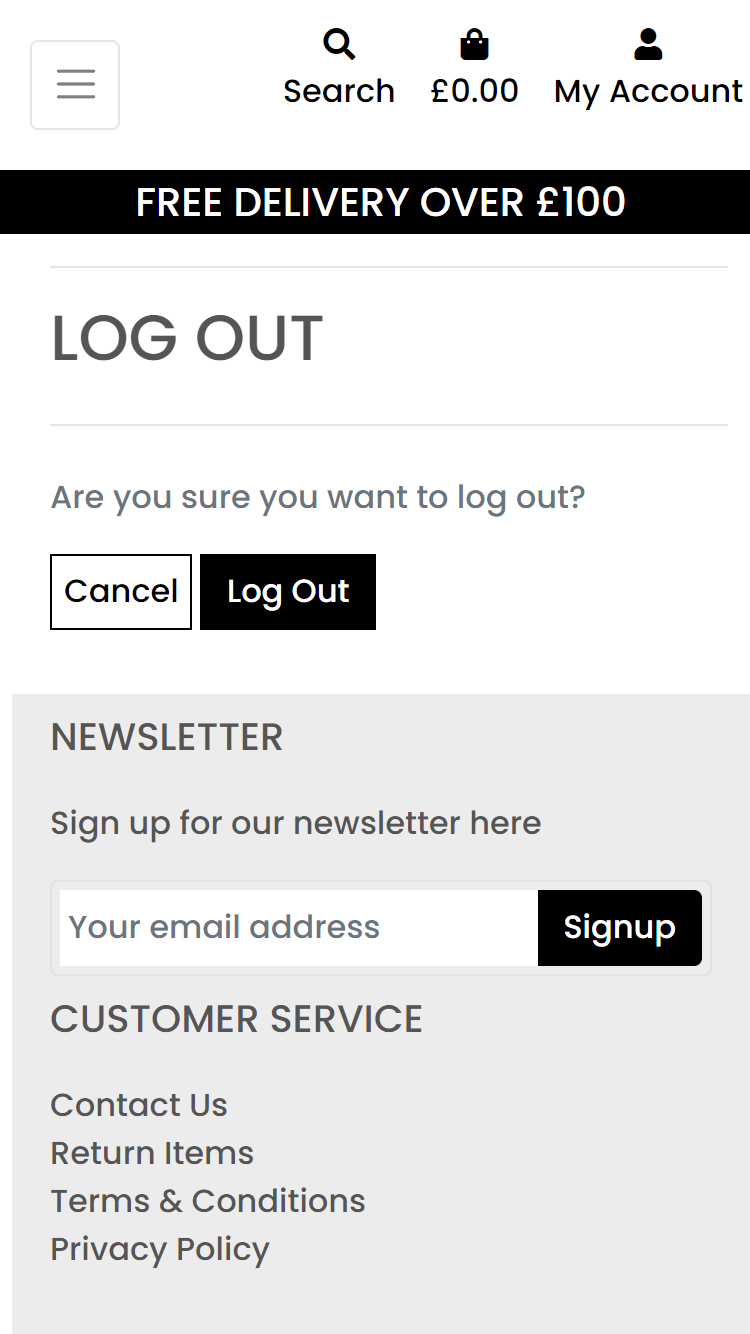 Search £0.00 My Account
FREE DELIVERY OVER £100
LOG OUT
Are you sure you want to log out?
Cancel Log Out
NEWSLETTER
Sign up for our newsletter here
Your email address Signup
CUSTOMER SERVICE
Contact Us
Return Items
Terms & Conditions
Privacy Policy